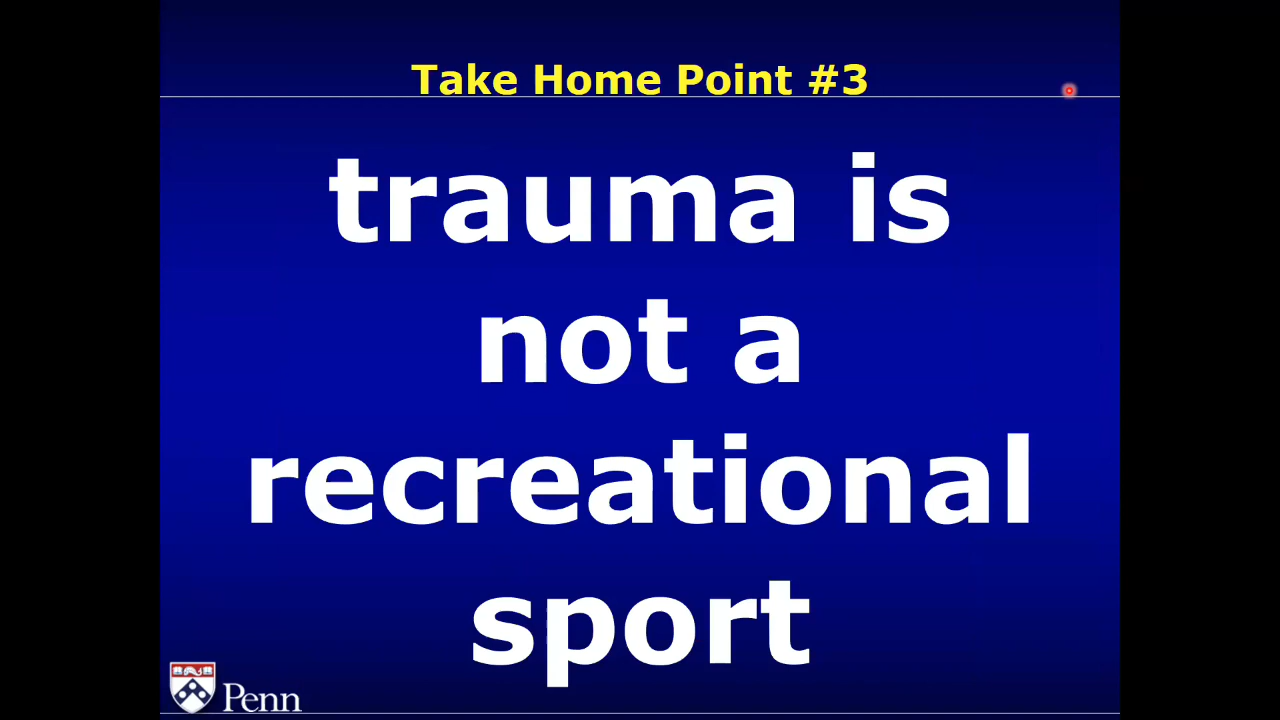 Take Home Point #3
trauma is
not a
recreational
sport
Penn